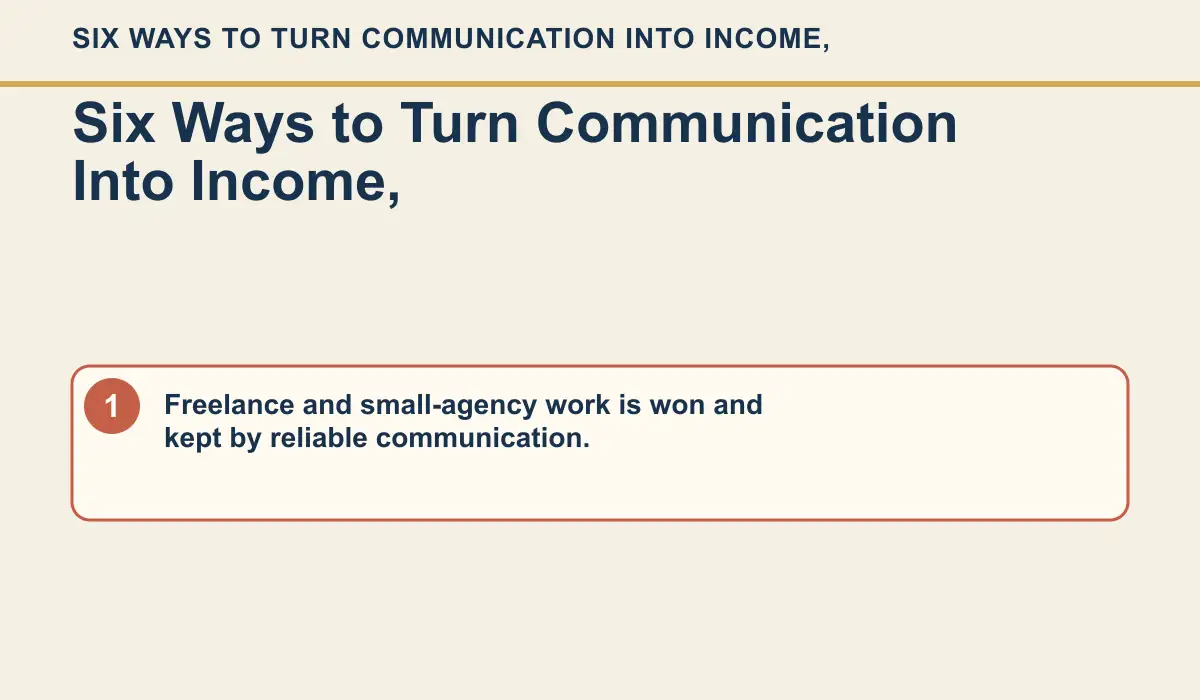 SIX WAYS TO TURN COMMUNICATION INTO INCOME,
Six Ways to Turn Communication
Into Income,
1
Freelance and small-agency work is won and
kept by reliable communication.